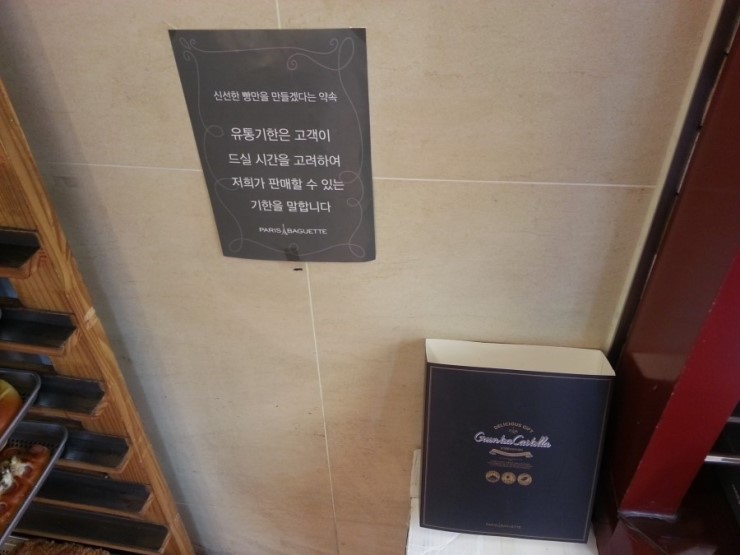 신선한 빵만을 만들겠다는 약속
유통기한은 고객이
드실 시간을 고려하여
저희가 판매할 수 있는
기한을 말합니다
PARIS BAGUETTE
DELICIOUS GIFT